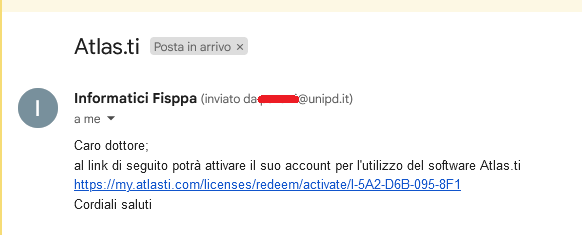 Atlas.ti Posta in arrivo ×
I
Informatici Fisppa (inviato da @unipd.it)
a me
Caro dottore;
al link di seguito potrà attivare il suo account per l'utilizzo del software Atlas.ti
https://my.atlasti.com/licenses/redeem/activate/I-5A2-D6B-095-8F1
Cordiali saluti